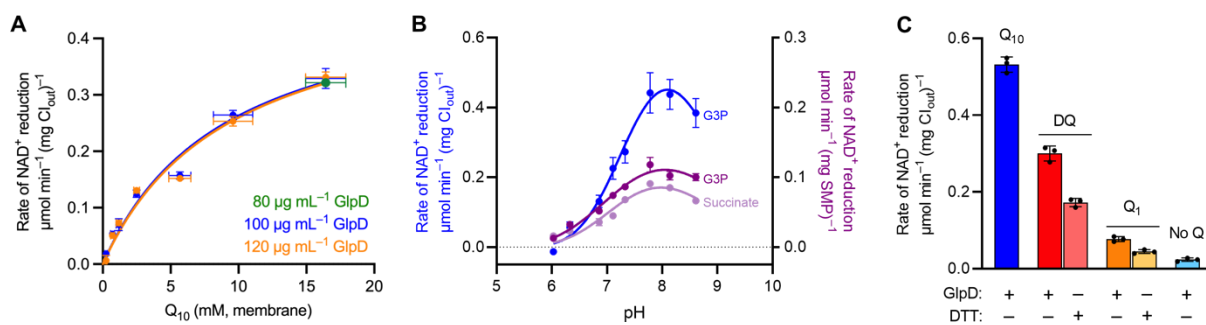 A
Rate of NAD⁺ reduction
μmol min⁻¹ (mg CI_out)⁻¹
0.4
0.3
0.2
0.1
0.0
80 μg mL⁻¹ GlpD
100 μg mL⁻¹ GlpD
120 μg mL⁻¹ GlpD
0 5 10 15 20
Q₁₀ (mM, membrane)
B
Rate of NAD⁺ reduction
μmol min⁻¹ (mg CI_out)⁻¹
0.6
0.4
0.2
0.0
G3P
G3P
Succinate
0.3
0.2
0.1
0.0
Rate of NAD⁺ reduction
μmol min⁻¹ (mg SMP)⁻¹
5 6 7 8 9 10
pH
C
Rate of NAD⁺ reduction
μmol min⁻¹ (mg CI_out)⁻¹
0.6
0.3
0.0
Q₁₀
DQ
Q₁
No Q
GlpD: + + − + − +
DTT: − − + − + −